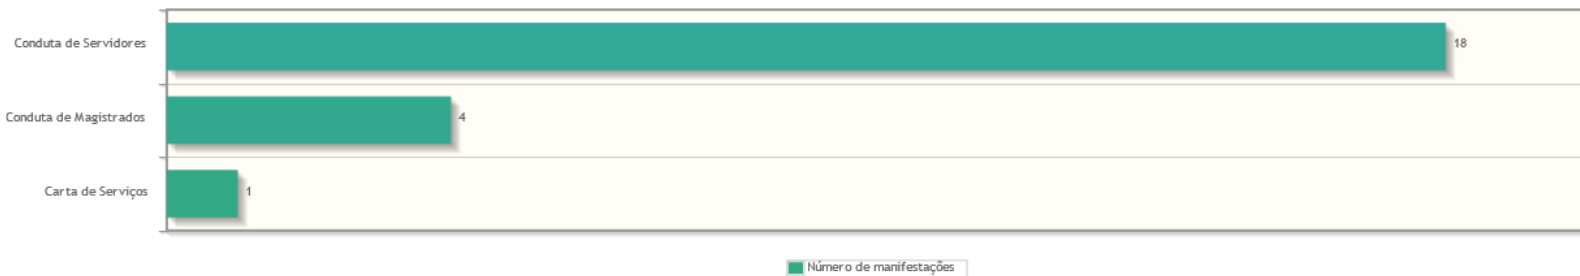 Conduta de Servidores
18
Conduta de Magistrados
4
Carta de Serviços
1
Número de manifestações